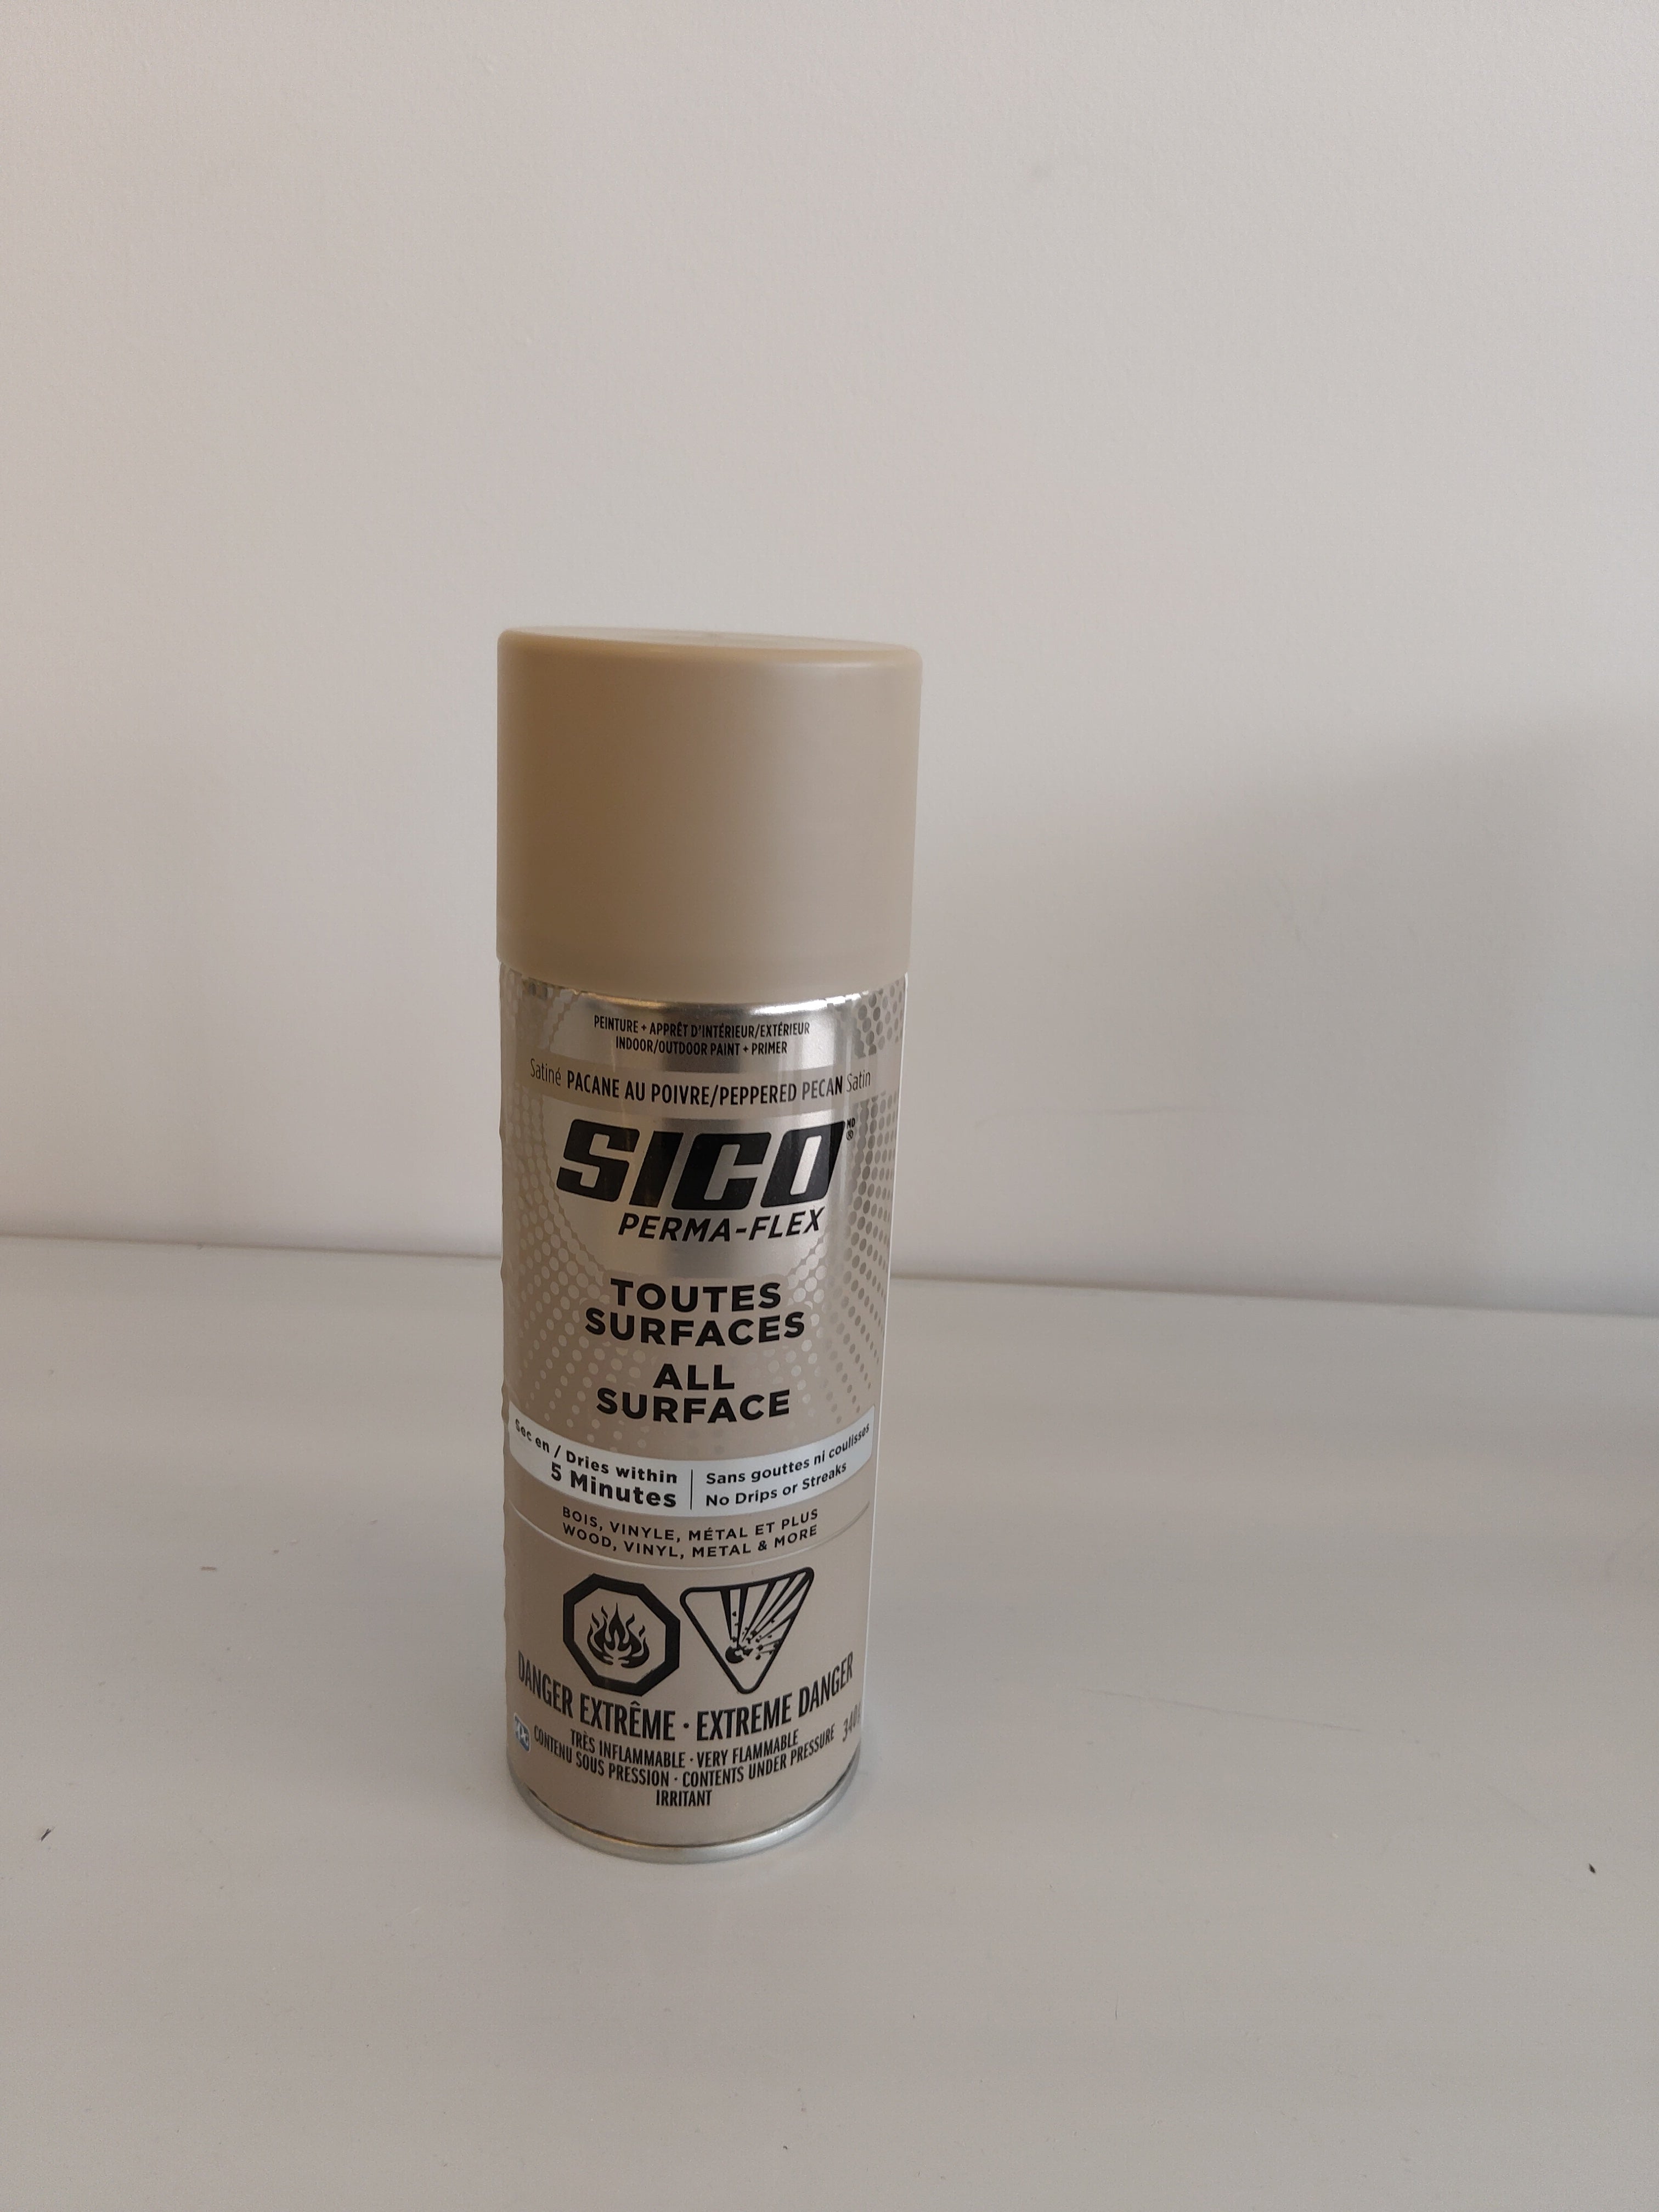 PEINTURE + APPRÊT D'INTÉRIEUR/EXTÉRIEUR
INDOOR/OUTDOOR PAINT + PRIMER
Satiné PACANE AU POIVRE/PEPPERED PECAN Satin
SICO MD ®
PERMA-FLEX
TOUTES
SURFACES
ALL
SURFACE
Sec en / Dries within
5 Minutes
Sans gouttes ni coulisses
No Drips or Streaks
BOIS, VINYLE, MÉTAL ET PLUS
WOOD, VINYL, METAL & MORE
DANGER EXTRÊME · EXTREME DANGER
TRÈS INFLAMMABLE · VERY FLAMMABLE
CONTENU SOUS PRESSION · CONTENTS UNDER PRESSURE
IRRITANT
PPG